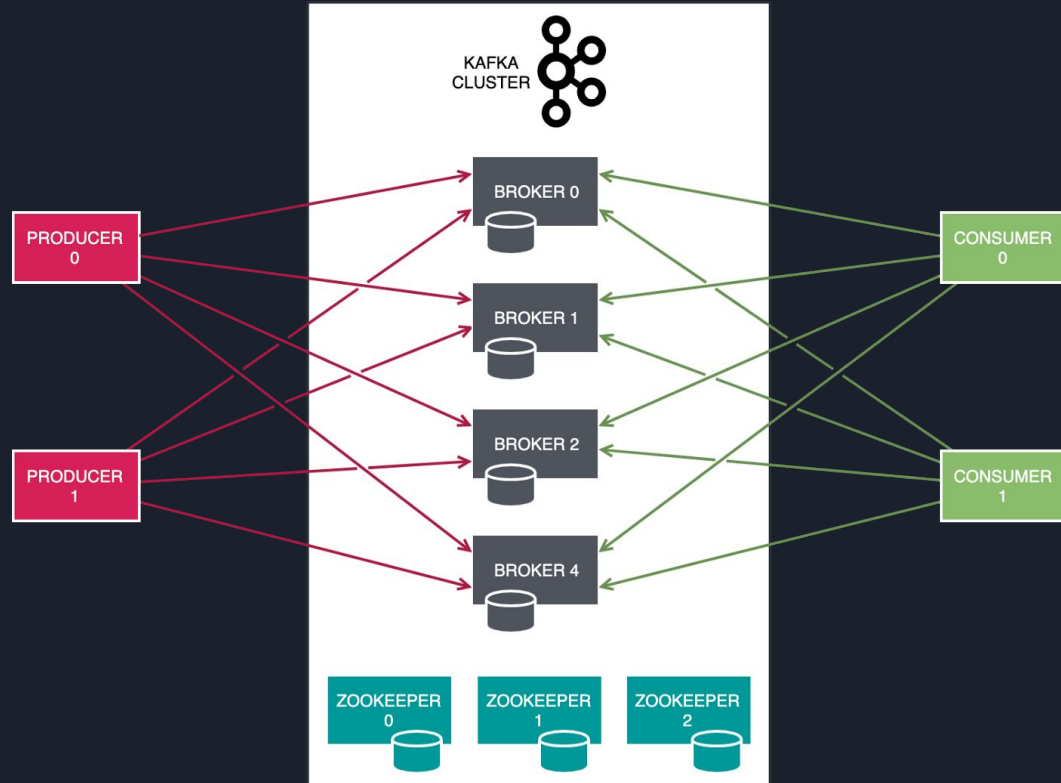 KAFKA
CLUSTER
BROKER 0
PRODUCER
0
CONSUMER
0
BROKER 1
BROKER 2
PRODUCER
1
CONSUMER
1
BROKER 4
ZOOKEEPER
0
ZOOKEEPER
1
ZOOKEEPER
2